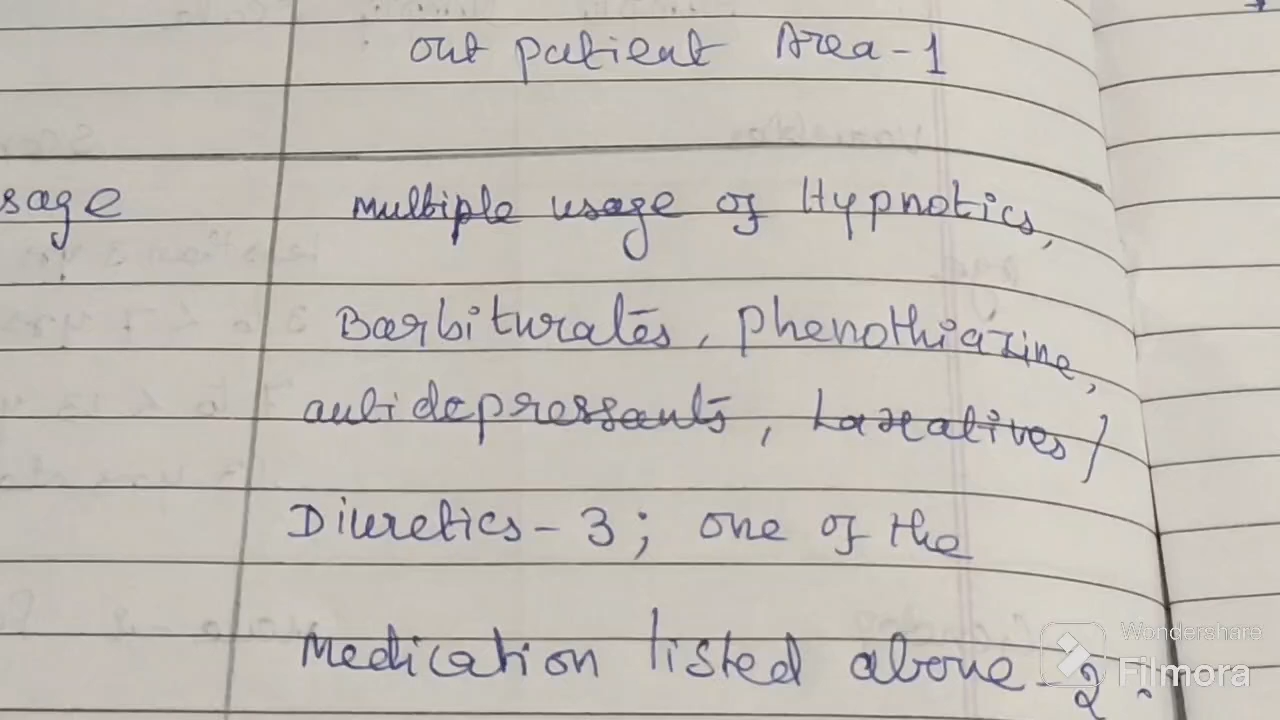 out patient Area - 1
sage
multiple usage of Hypnotics,
Barbiturates, phenothiazine,
antidepressants, Laxatives/
Diuretics - 3; one of the
Medication listed above - 2.
Wondershare
Filmora